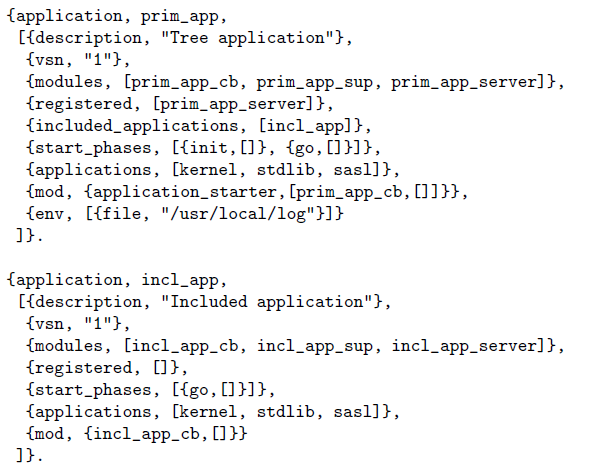 {application, prim_app,
 [{description, "Tree application"},
  {vsn, "1"},
  {modules, [prim_app_cb, prim_app_sup, prim_app_server]},
  {registered, [prim_app_server]},
  {included_applications, [incl_app]},
  {start_phases, [{init,[]}, {go,[]}]},
  {applications, [kernel, stdlib, sasl]},
  {mod, {application_starter,[prim_app_cb,[]]}},
  {env, [{file, "/usr/local/log"}]}
 ]}.

{application, incl_app,
 [{description, "Included application"},
  {vsn, "1"},
  {modules, [incl_app_cb, incl_app_sup, incl_app_server]},
  {registered, []},
  {start_phases, [{go,[]}]},
  {applications, [kernel, stdlib, sasl]},
  {mod, {incl_app_cb,[]}}
 ]}.